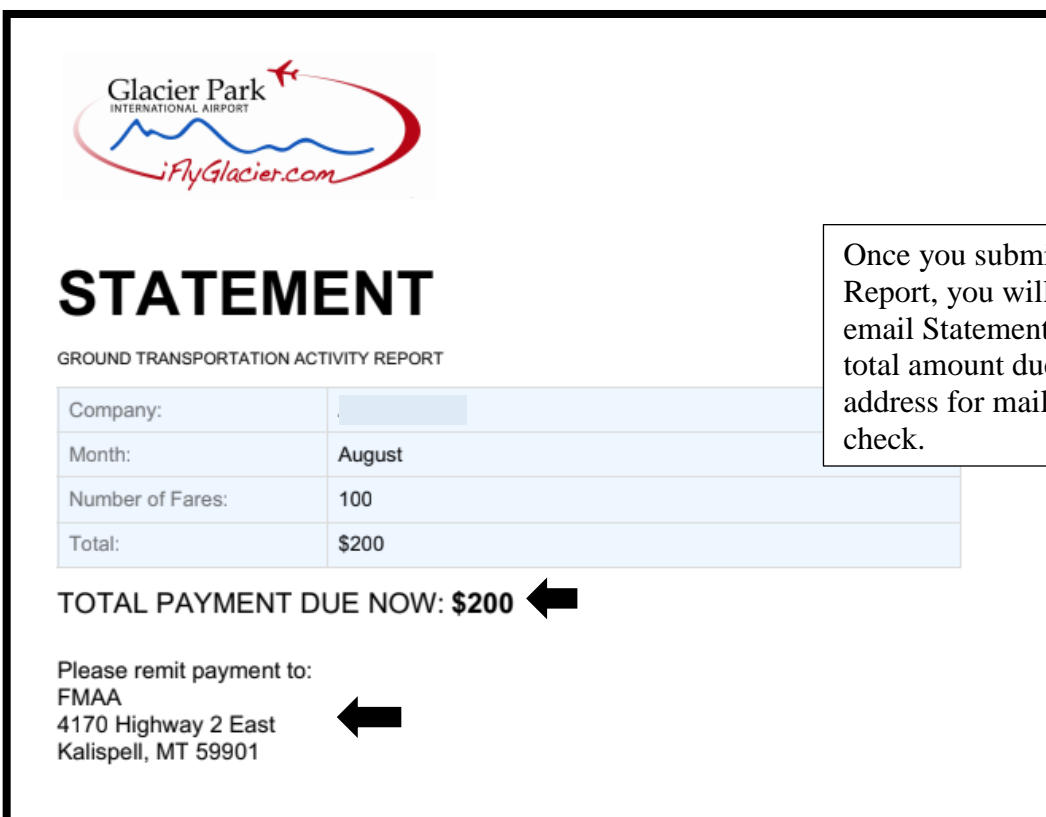 Glacier Park
INTERNATIONAL AIRPORT
iFlyGlacier.com
STATEMENT
GROUND TRANSPORTATION ACTIVITY REPORT
Company:
Month: August
Number of Fares: 100
Total: $200
TOTAL PAYMENT DUE NOW: $200
Please remit payment to:
FMAA
4170 Highway 2 East
Kalispell, MT 59901
Once you
Report, you
email
total amount
address for
check.